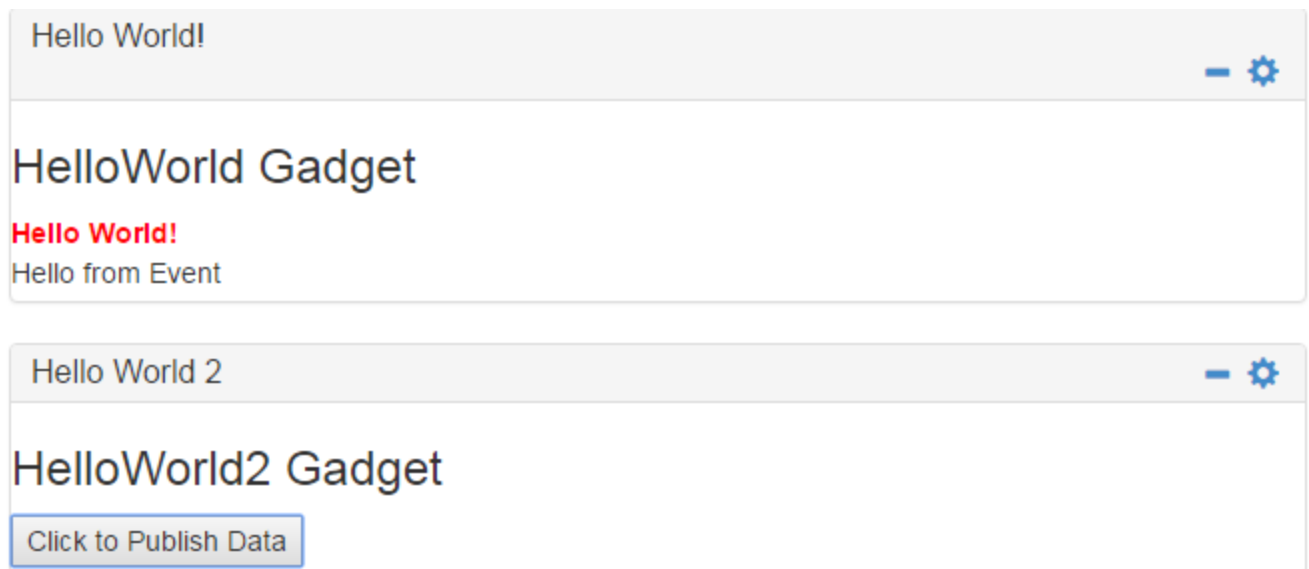 Hello World!
HelloWorld Gadget
Hello World!
Hello from Event
Hello World 2
HelloWorld2 Gadget
Click to Publish Data